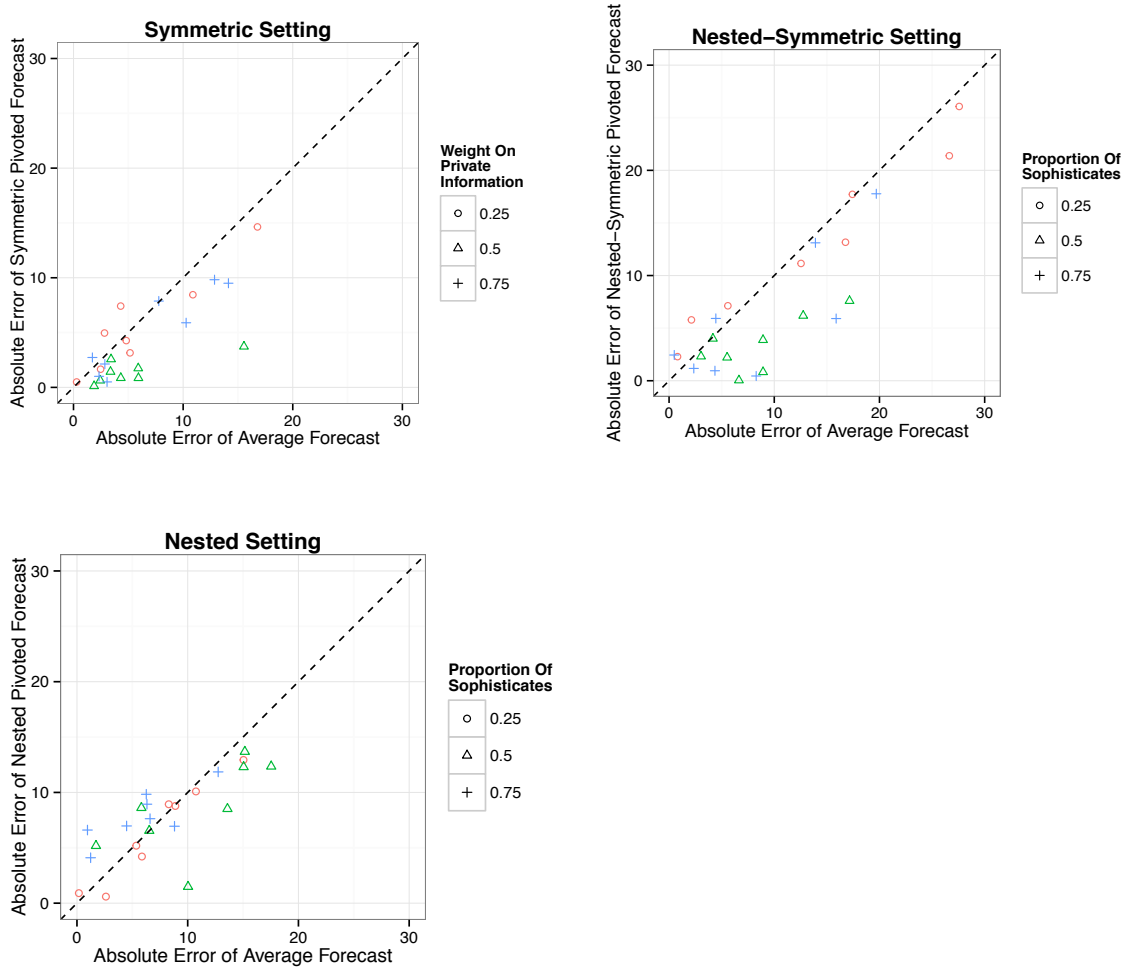 Symmetric Setting
Absolute Error of Symmetric Pivoted Forecast
30
20
10
0
0 10 20 30
Absolute Error of Average Forecast
Weight On
Private
Information
0.25
0.5
0.75
Nested−Symmetric Setting
Absolute Error of Nested−Symmetric Pivoted Forecast
30
20
10
0
0 10 20 30
Absolute Error of Average Forecast
Proportion Of
Sophisticates
0.25
0.5
0.75
Nested Setting
Absolute Error of Nested Pivoted Forecast
30
20
10
0
0 10 20 30
Absolute Error of Average Forecast
Proportion Of
Sophisticates
0.25
0.5
0.75